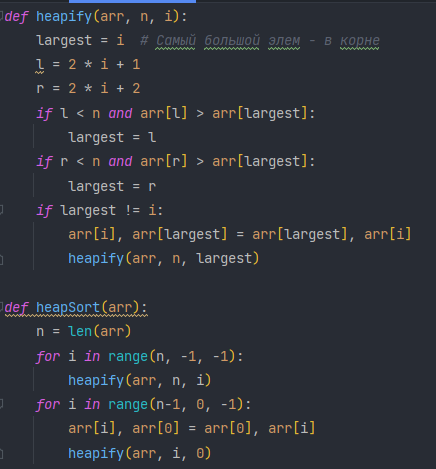 def heapify(arr, n, i):
    largest = i  # Самый большой элем - в корне
    l = 2 * i + 1
    r = 2 * i + 2
    if l < n and arr[l] > arr[largest]:
        largest = l
    if r < n and arr[r] > arr[largest]:
        largest = r
    if largest != i:
        arr[i], arr[largest] = arr[largest], arr[i]
        heapify(arr, n, largest)

def heapSort(arr):
    n = len(arr)
    for i in range(n, -1, -1):
        heapify(arr, n, i)
    for i in range(n-1, 0, -1):
        arr[i], arr[0] = arr[0], arr[i]
        heapify(arr, i, 0)